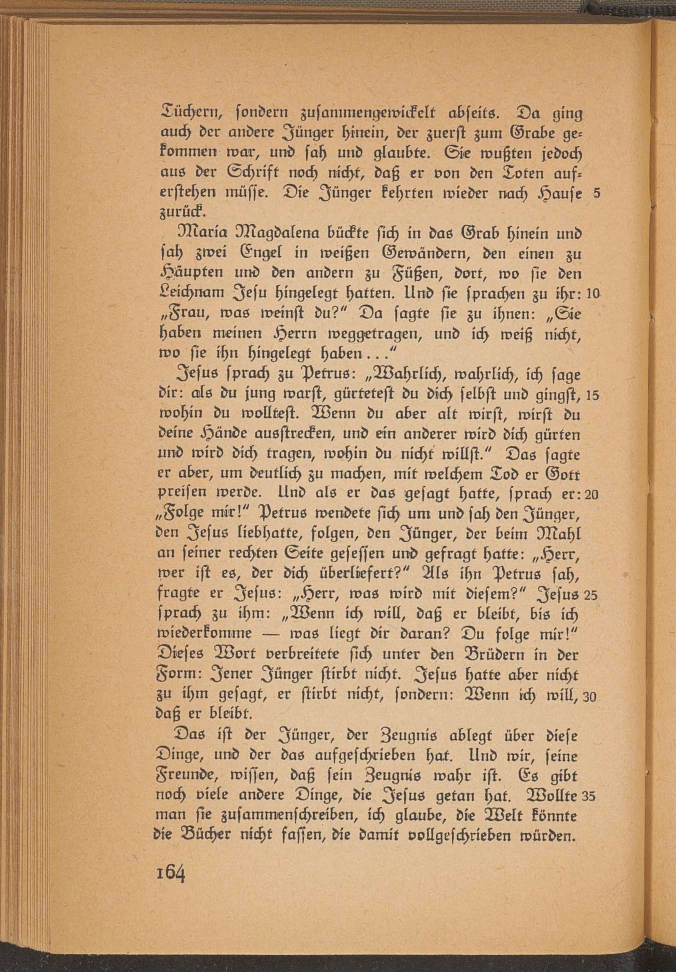 Tüchern, sondern zusammengewickelt abseits. Da ging
auch der andere Jünger hinein, der zuerst zum Grabe ge-
kommen war, und sah und glaubte. Sie wußten jedoch
aus der Schrift noch nicht, daß er von den Toten auf-
erstehen müsse. Die Jünger kehrten wieder nach Hause 5
zurück.
Maria Magdalena bückte sich in das Grab hinein und
sah zwei Engel in weißen Gewändern, den einen zu
Häupten und den andern zu Füßen, dort, wo sie den
Leichnam Jesu hingelegt hatten. Und sie sprachen zu ihr: 10
„Frau, was weinst du?“ Da sagte sie zu ihnen: „Sie
haben meinen Herrn weggetragen, und ich weiß nicht,
wo sie ihn hingelegt haben...“
Jesus sprach zu Petrus: „Wahrlich, wahrlich, ich sage
dir: als du jung warst, gürtetest du dich selbst und gingst, 15
wohin du wolltest. Wenn du aber alt wirst, wirst du
deine Hände ausstrecken, und ein anderer wird dich gürten
und wird dich tragen, wohin du nicht willst.“ Das sagte
er aber, um deutlich zu machen, mit welchem Tod er Gott
preisen werde. Und als er das gesagt hatte, sprach er: 20
„Folge mir!“ Petrus wendete sich um und sah den Jünger,
den Jesus liebhatte, folgen, den Jünger, der beim Mahl
an seiner rechten Seite gesessen und gefragt hatte: „Herr,
wer ist es, der dich überliefert?“ Als ihn Petrus sah,
fragte er Jesus: „Herr, was wird mit diesem?“ Jesus 25
sprach zu ihm: „Wenn ich will, daß er bleibt, bis ich
wiederkomme — was liegt dir daran? Du folge mir!“
Dieses Wort verbreitete sich unter den Brüdern in der
Form: Jener Jünger stirbt nicht. Jesus hatte aber nicht
zu ihm gesagt, er stirbt nicht, sondern: Wenn ich will, 30
daß er bleibt.
Das ist der Jünger, der Zeugnis ablegt über diese
Dinge, und der das aufgeschrieben hat. Und wir, seine
Freunde, wissen, daß sein Zeugnis wahr ist. Es gibt
noch viele andere Dinge, die Jesus getan hat. Wollte 35
man sie zusammenschreiben, ich glaube, die Welt könnte
die Bücher nicht fassen, die damit vollgeschrieben würden.
164